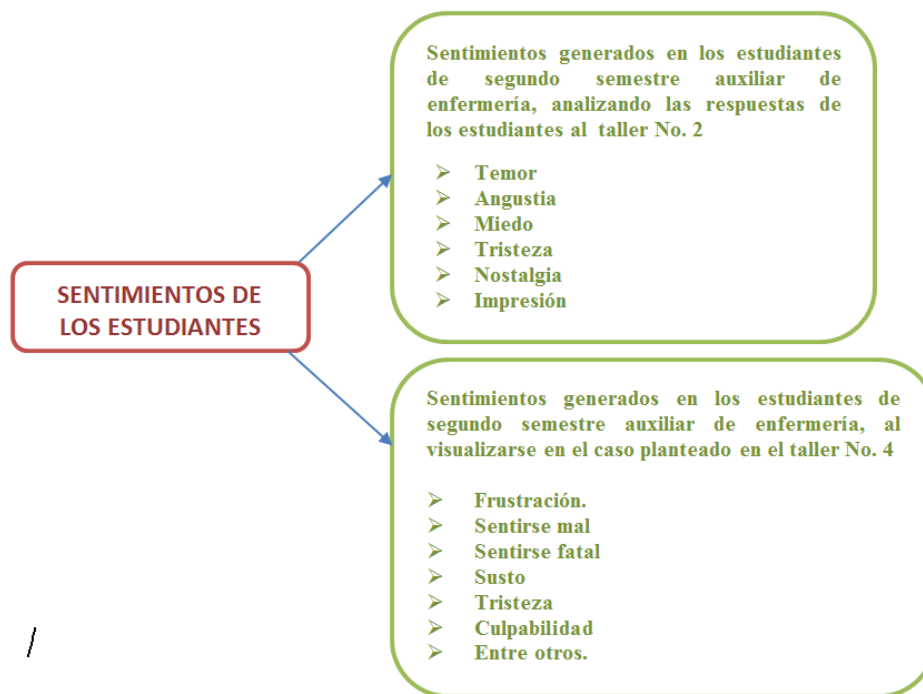 SENTIMIENTOS DE
LOS ESTUDIANTES
Sentimientos generados en los estudiantes
de segundo semestre auxiliar de
enfermería, analizando las respuestas de
los estudiantes al taller No. 2
➢ Temor
➢ Angustia
➢ Miedo
➢ Tristeza
➢ Nostalgia
➢ Impresión
Sentimientos generados en los estudiantes de
segundo semestre auxiliar de enfermería, al
visualizarse en el caso planteado en el taller No. 4
➢ Frustración.
➢ Sentirse mal
➢ Sentirse fatal
➢ Susto
➢ Tristeza
➢ Culpabilidad
➢ Entre otros.
/